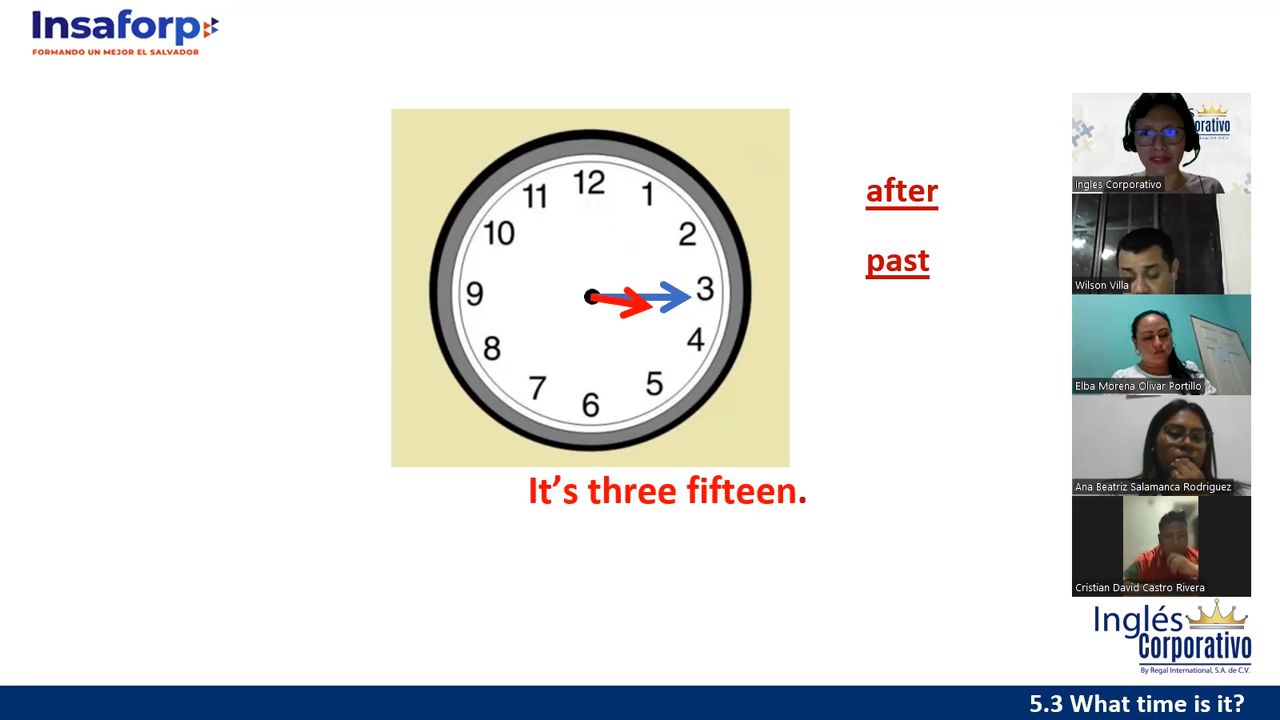 Insaforp
FORMANDO UN MEJOR EL SALVADOR
12
11
1
10
2
9
3
8
4
7
5
6
after
past
It's three fifteen.
orativo
Ingles Corporativo
Wilson Villa
Elba Morena Olivar Portillo
Ana Beatriz Salamanca Rodriguez
Cristian David Castro Rivera
Inglés
Corporativo
By Regal International, S.A. de C.V.
5.3 What time is it?